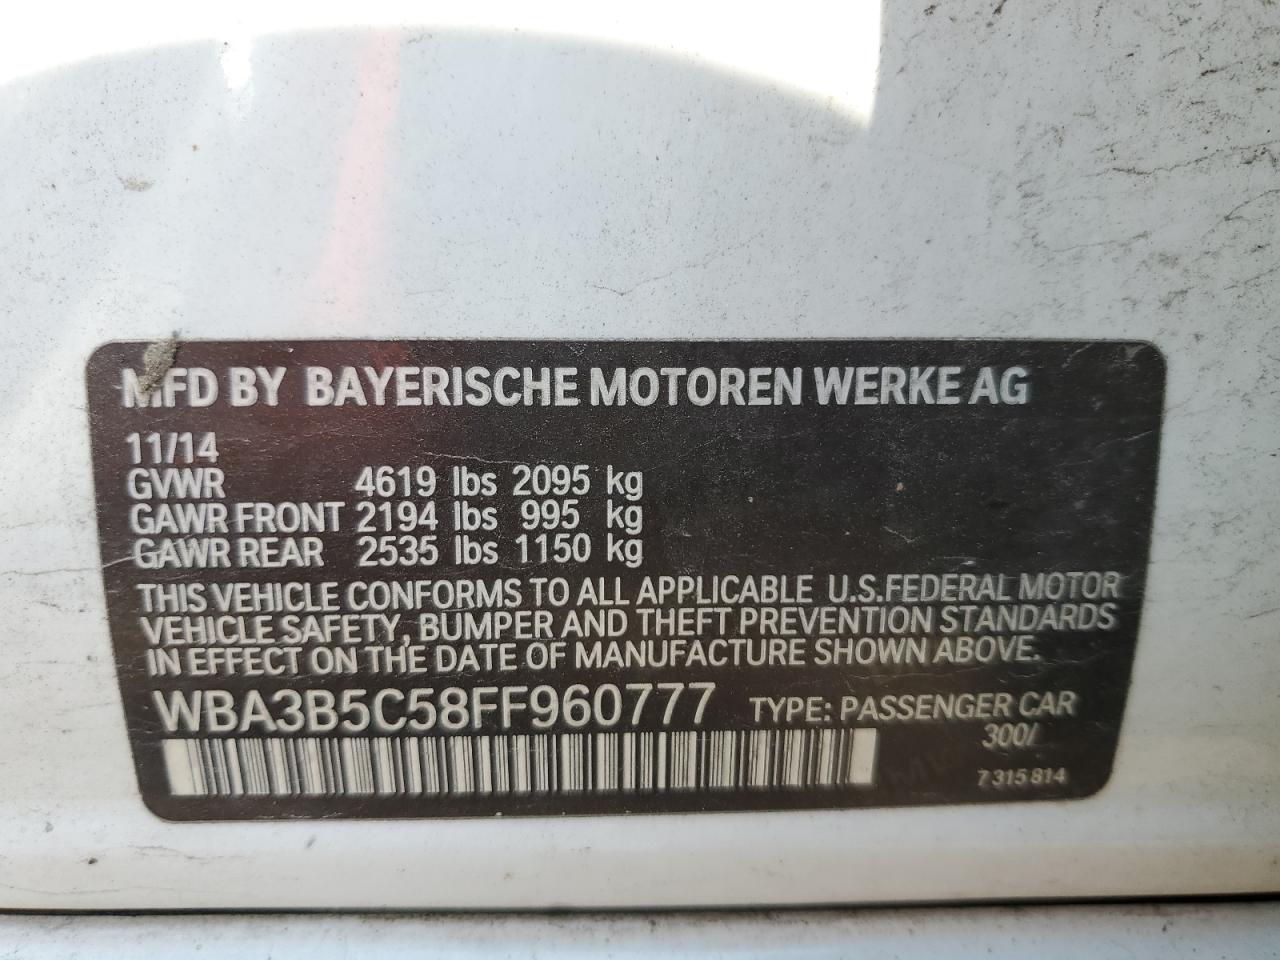 MFD BY BAYERISCHE MOTOREN WERKE AG
11/14
GVWR 4619 lbs 2095 kg
GAWR FRONT 2194 lbs 995 kg
GAWR REAR 2535 lbs 1150 kg
THIS VEHICLE CONFORMS TO ALL APPLICABLE U.S.FEDERAL MOTOR
VEHICLE SAFETY, BUMPER AND THEFT PREVENTION STANDARDS
IN EFFECT ON THE DATE OF MANUFACTURE SHOWN ABOVE.
WBA3B5C58FF960777 TYPE: PASSENGER CAR
300/
7 315 814